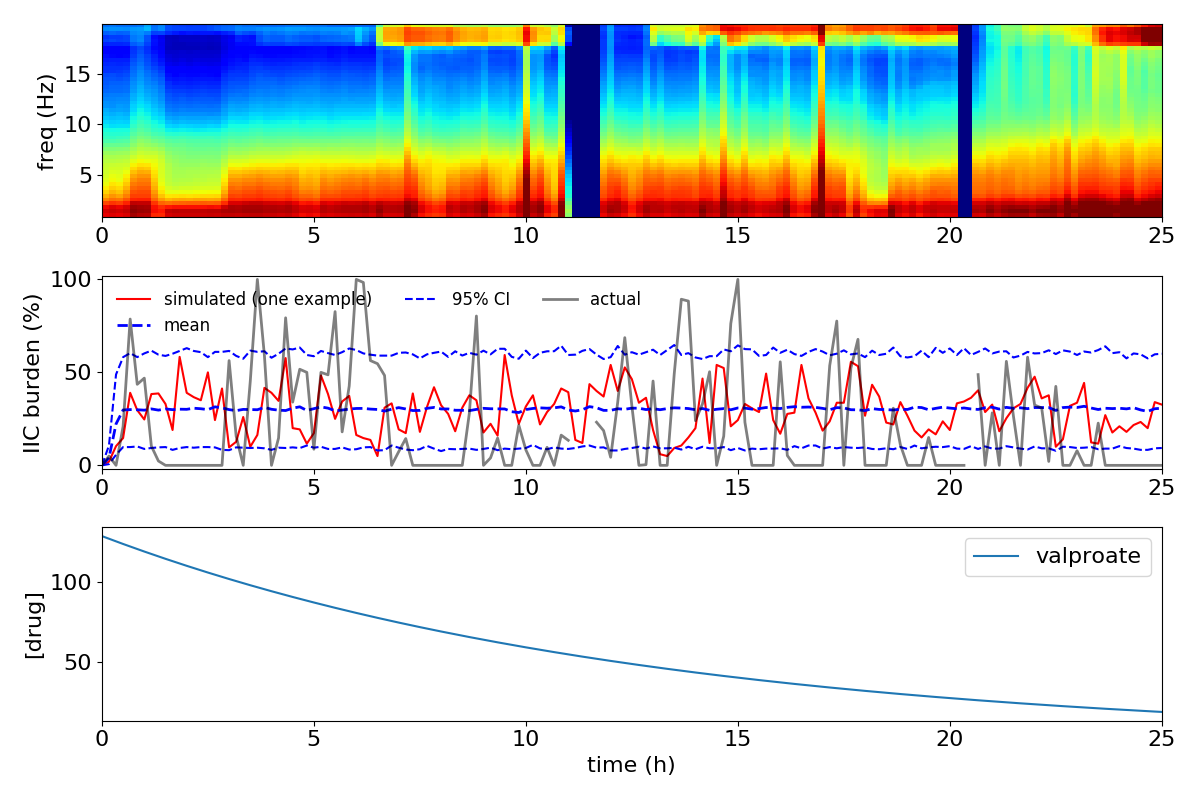 freq (Hz)
15
10
5
0 5 10 15 20 25
IIC burden (%)
100
50
0
simulated (one example) 95% CI actual
mean
0 5 10 15 20 25
[drug]
100
50
valproate
0 5 10 15 20 25
time (h)